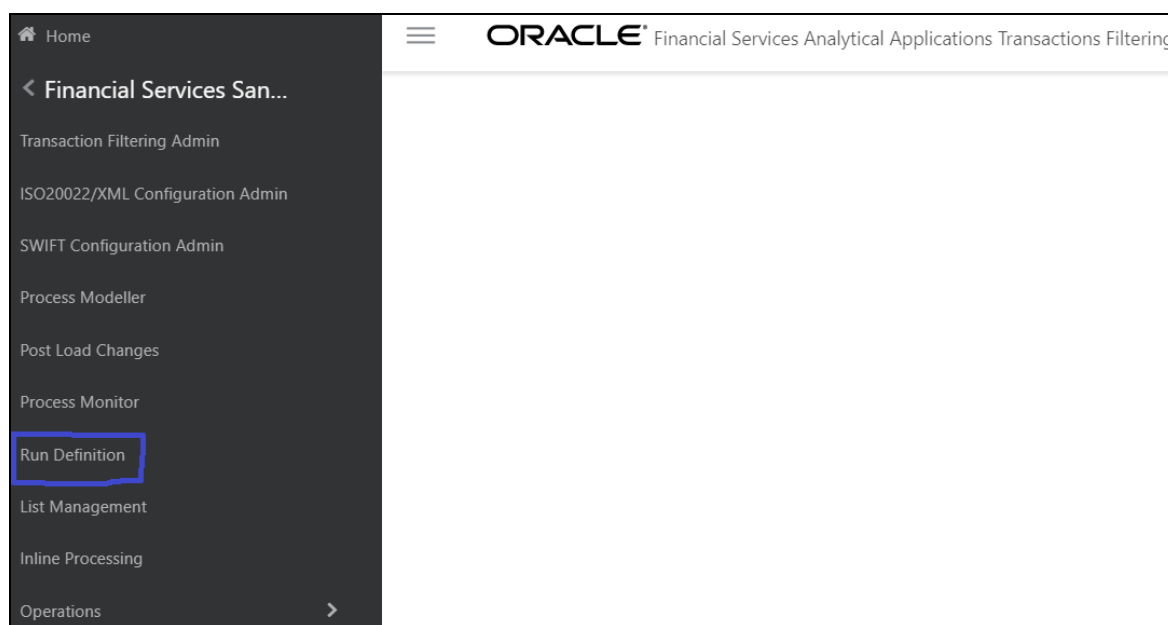 Home
ORACLE Financial Services Analytical Applications Transactions Filtering
Financial Services San...
Transaction Filtering Admin
ISO20022/XML Configuration Admin
SWIFT Configuration Admin
Process Modeller
Post Load Changes
Process Monitor
Run Definition
List Management
Inline Processing
Operations